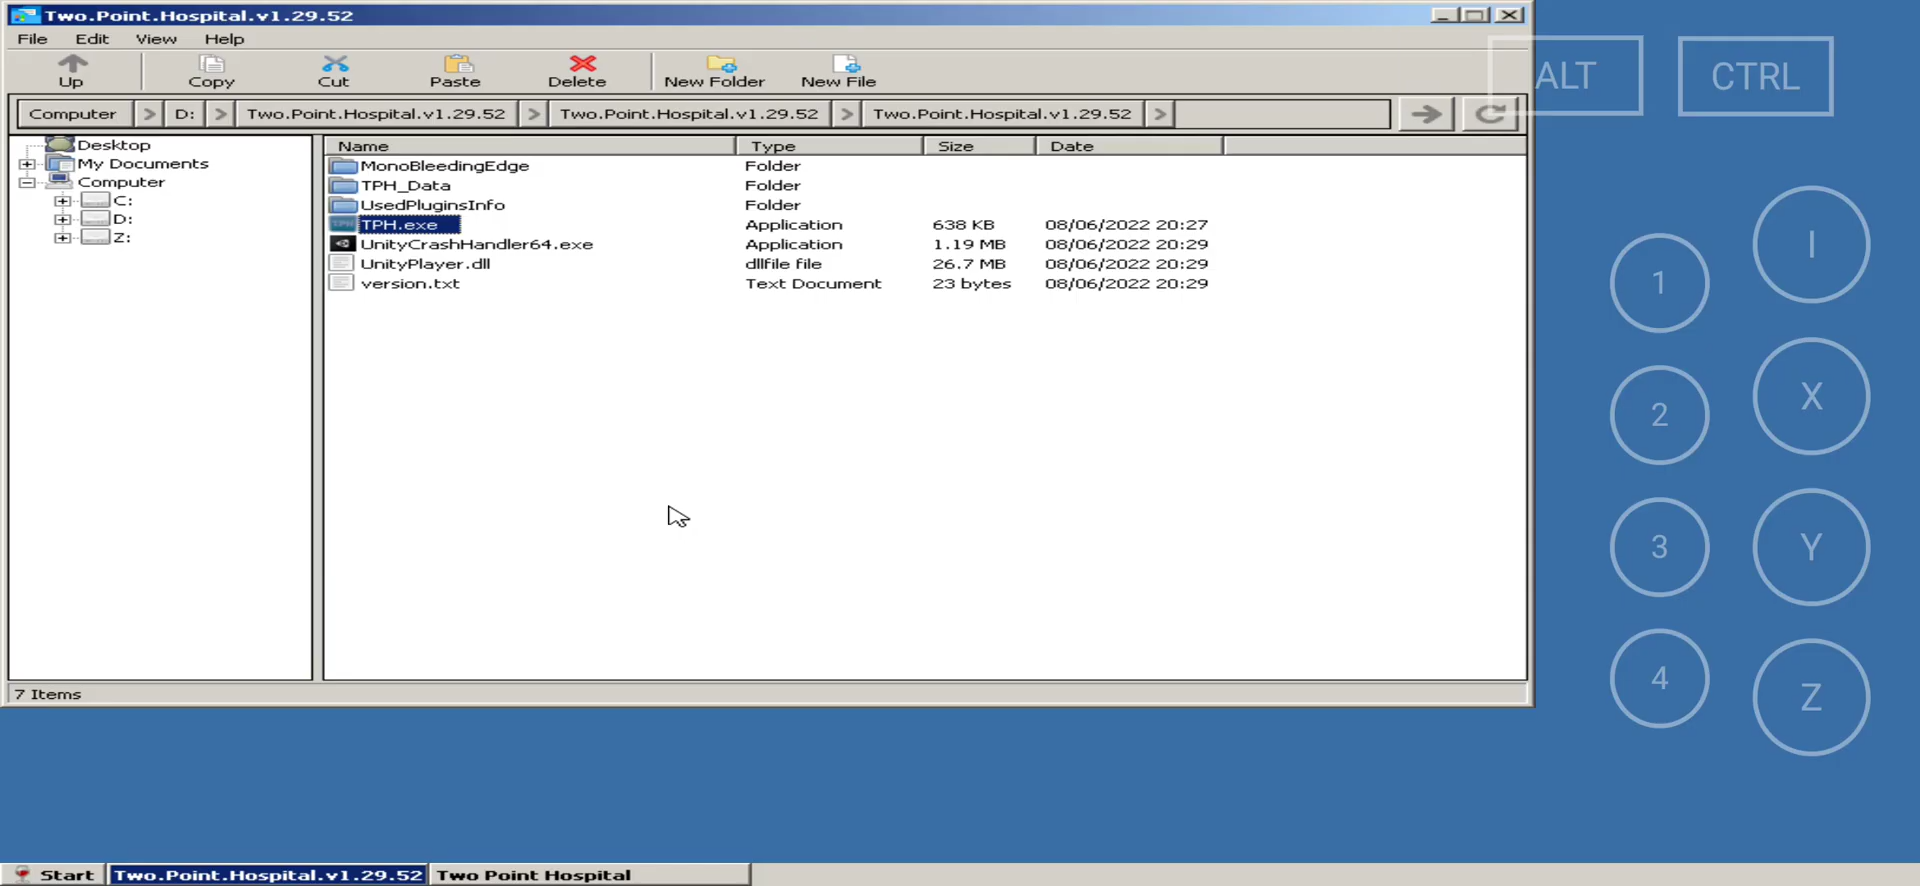 Two.Point.Hospital.v1.29.52
File Edit View Help
Up Copy Cut Paste Delete New Folder New File
ALT CTRL
Computer > D: > Two.Point.Hospital.v1.29.52 > Two.Point.Hospital.v1.29.52 > Two.Point.Hospital.v1.29.52 >
Desktop
My Documents
Computer
C:
D:
Z:
Name Type Size Date
MonoBleedingEdge Folder
TPH_Data Folder
UsedPluginsInfo Folder
TPH.exe Application 638 KB 08/06/2022 20:27
UnityCrashHandler64.exe Application 1.19 MB 08/06/2022 20:29
UnityPlayer.dll dllfile file 26.7 MB 08/06/2022 20:29
version.txt Text Document 23 bytes 08/06/2022 20:29
1 I
2 X
3 Y
4 Z
7 Items
Start Two.Point.Hospital.v1.29.52 Two Point Hospital